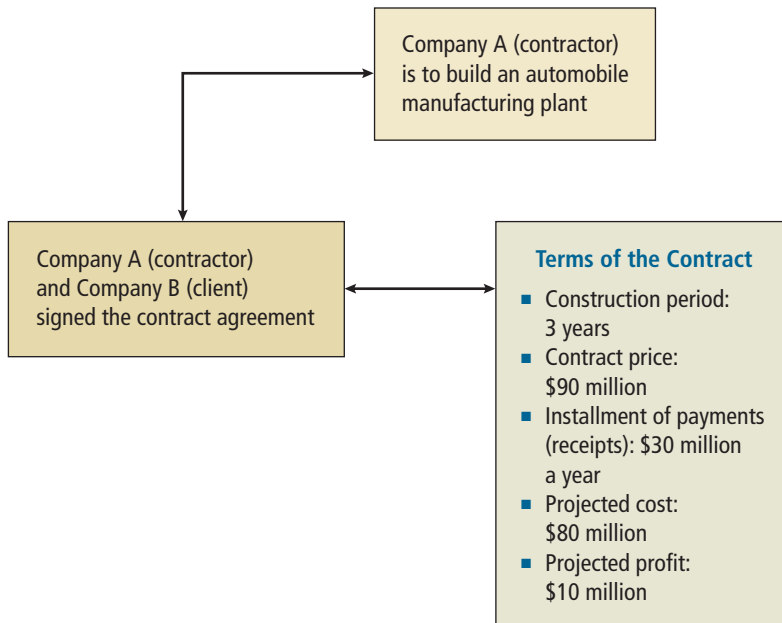 Company A (contractor)
is to build an automobile
manufacturing plant
Company A (contractor)
and Company B (client)
signed the contract agreement
Terms of the Contract
■ Construction period:
3 years
■ Contract price:
$90 million
■ Installment of payments
(receipts): $30 million
a year
■ Projected cost:
$80 million
■ Projected profit:
$10 million